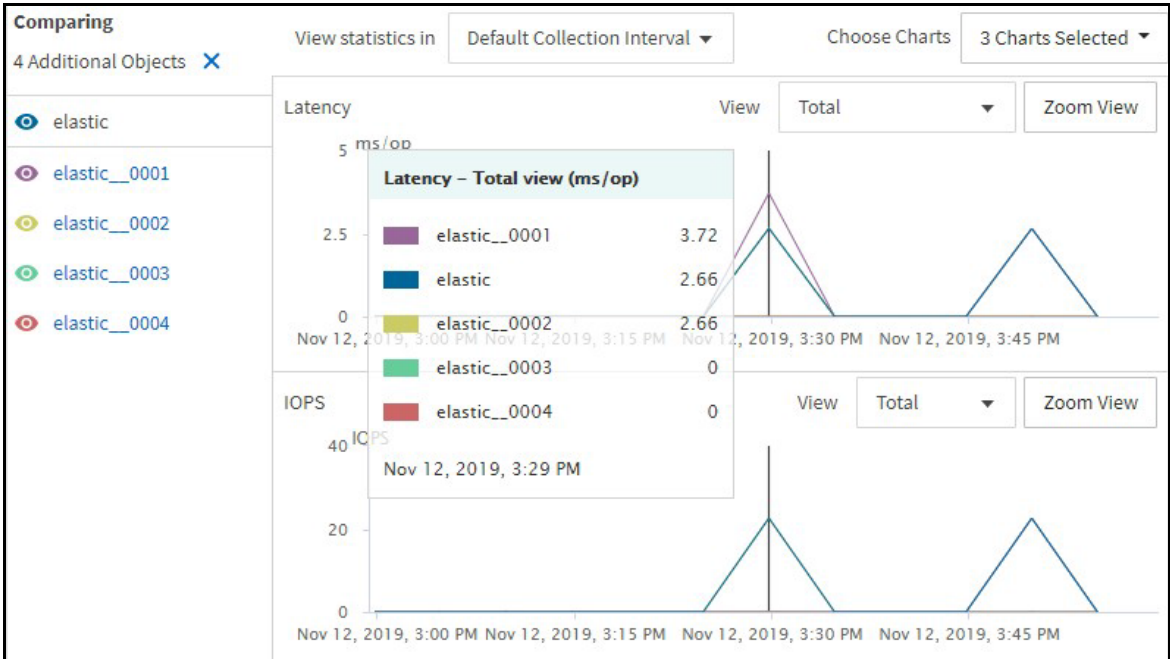 Comparing
4 Additional Objects
elastic
elastic__0001
elastic__0002
elastic__0003
elastic__0004
View statistics in Default Collection Interval Choose Charts 3 Charts Selected
Latency View Total Zoom View
ms/op
5
2.5
0
Latency – Total view (ms/op)
elastic__0001 3.72
elastic 2.66
elastic__0002 2.66
elastic__0003 0
elastic__0004 0
Nov 12, 2019, 3:29 PM
Nov 12, 2019, 3:00 PM Nov 12, 2019, 3:15 PM Nov 12, 2019, 3:30 PM Nov 12, 2019, 3:45 PM
IOPS View Total Zoom View
IOPS
40
20
0
Nov 12, 2019, 3:00 PM Nov 12, 2019, 3:15 PM Nov 12, 2019, 3:30 PM Nov 12, 2019, 3:45 PM